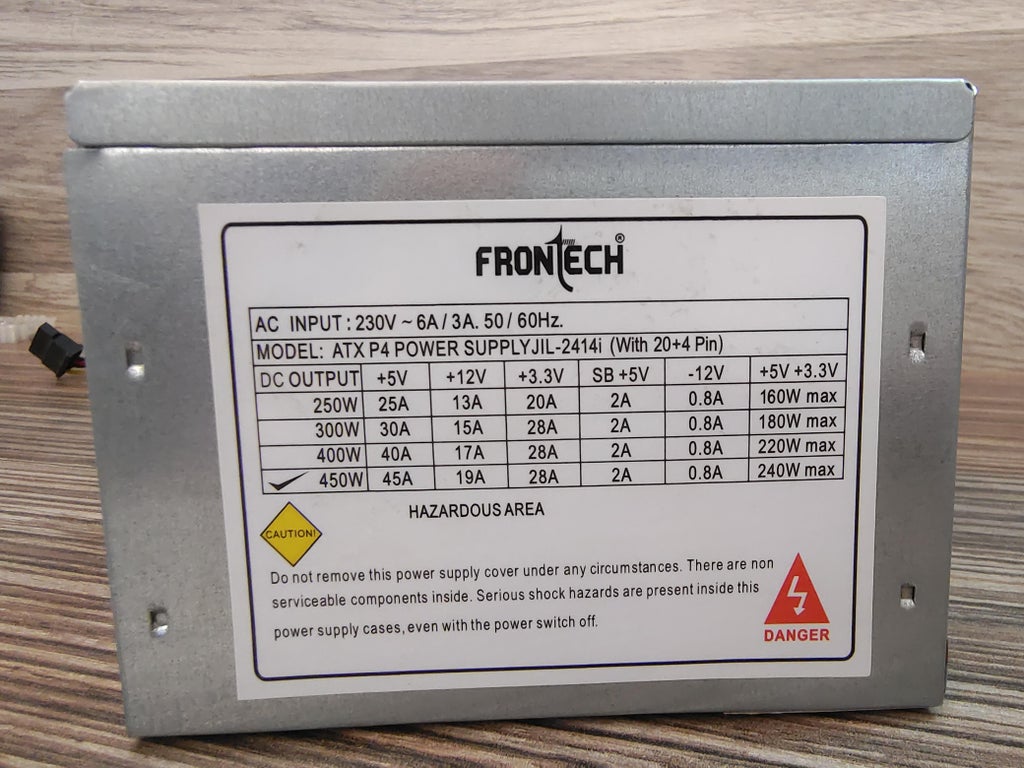 FRONTECH®
AC INPUT : 230V ~ 6A / 3A. 50 / 60Hz.
MODEL: ATX P4 POWER SUPPLYJIL-2414i (With 20+4 Pin)
DC OUTPUT +5V +12V +3.3V SB +5V -12V +5V +3.3V
250W 25A 13A 20A 2A 0.8A 160W max
300W 30A 15A 28A 2A 0.8A 180W max
400W 40A 17A 28A 2A 0.8A 220W max
450W 45A 19A 28A 2A 0.8A 240W max
HAZARDOUS AREA
CAUTION!
Do not remove this power supply cover under any circumstances. There are non
serviceable components inside. Serious shock hazards are present inside this
power supply cases, even with the power switch off.
DANGER